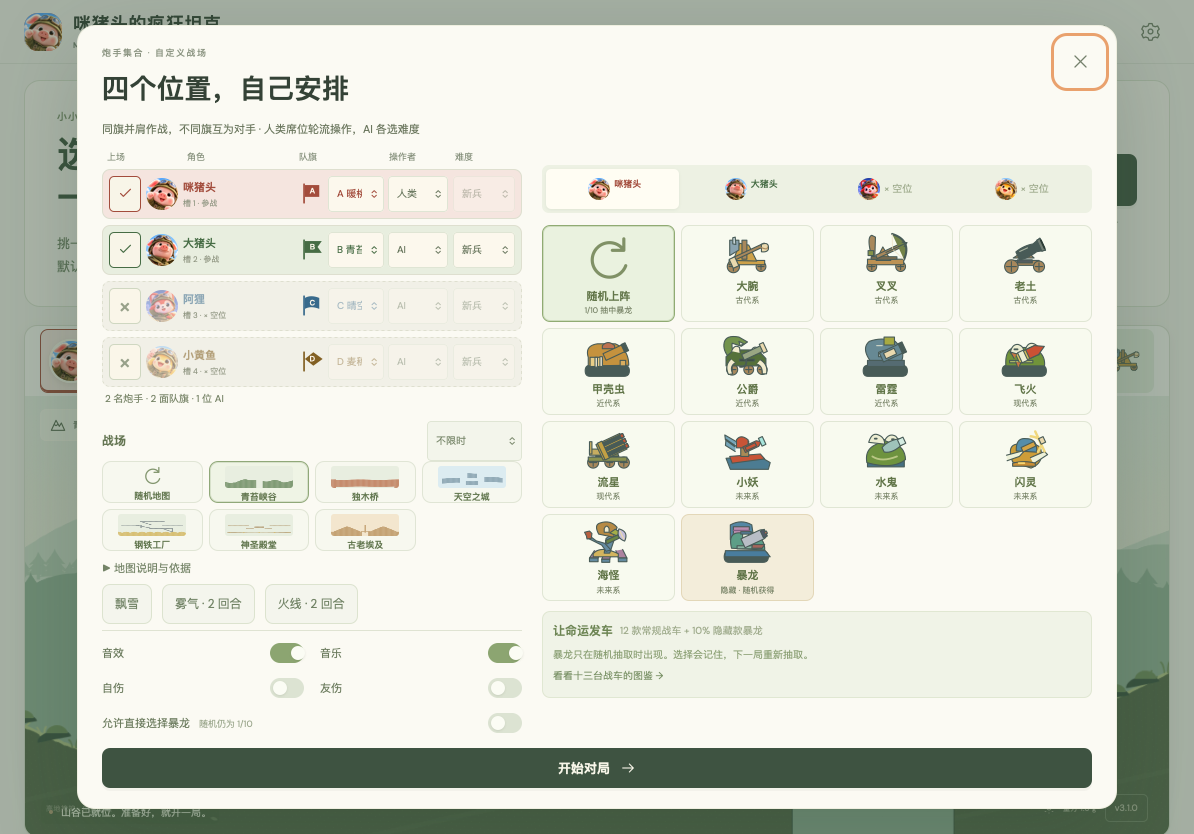 咪猪头的疯狂坦克
炮手集合 · 自定义战场
四个位置，自己安排
同旗并肩作战，不同旗互为对手 · 人类席位轮流操作，AI 各选难度
上场 角色 队旗 操作者 难度
咪猪头
槽 1 · 参战
A
A 暖
人类
新兵
大猪头
槽 2 · 参战
B
B 青
AI
新兵
阿狸
槽 3 · × 空位
C
C 晴
AI
新兵
小黄鱼
槽 4 · × 空位
D
D 麦
AI
新兵
2 名炮手 · 2 面队旗 · 1 位 AI
战场
不限时
随机地图
青苔峡谷
独木桥
天空之城
钢铁工厂
神圣殿堂
古老埃及
▶ 地图说明与依据
飘雪
雾气 · 2 回合
火线 · 2 回合
音效
音乐
自伤
友伤
允许直接选择暴龙 随机仍为 1/10
咪猪头
大猪头
× 空位
× 空位
随机上阵
1/10 抽中暴龙
大腕
古代系
叉叉
古代系
老土
古代系
甲壳虫
近代系
公爵
近代系
雷霆
近代系
飞火
现代系
流星
现代系
小妖
未来系
水鬼
未来系
闪灵
未来系
海怪
未来系
暴龙
隐藏 · 随机获得
让命运发车 12 款常规战车 + 10% 隐藏款暴龙
暴龙只在随机抽取时出现。选择会记住，下一局重新抽取。
看看十三台战车的图鉴 →
开始对局 →
山谷已就位。准备好，就开一局。
v3.1.0